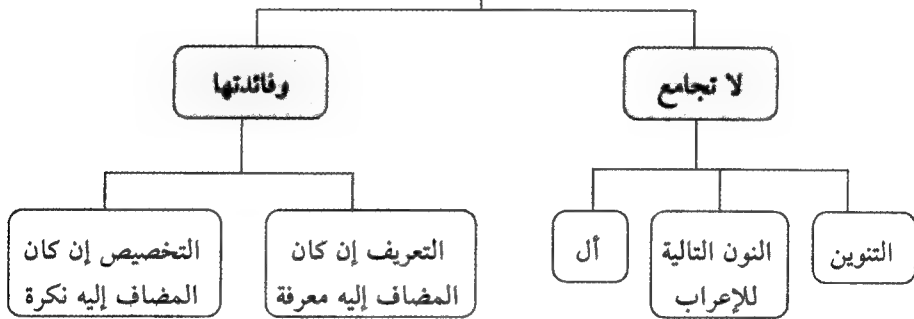 لا تجامع
وفائدتها
التنوين
النون التالية
للإعراب
أل
التعريف إن كان
المضاف إليه معرفة
التخصيص إن كان
المضاف إليه نكرة